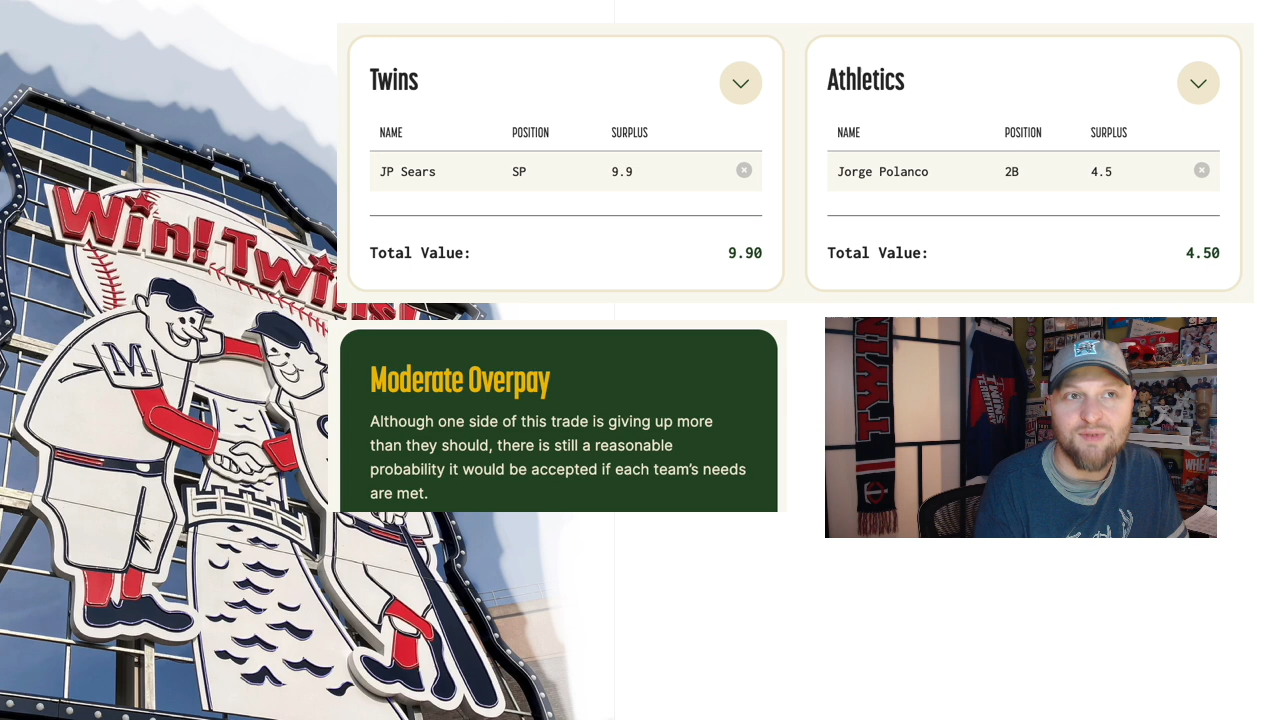 Twins
NAME POSITION SURPLUS
JP Sears SP 9.9
Total Value: 9.90
Athletics
NAME POSITION SURPLUS
Jorge Polanco 2B 4.5
Total Value: 4.50
Win! Twins!
M
Moderate Overpay
Although one side of this trade is giving up more
than they should, there is still a reasonable
probability it would be accepted if each team's needs
are met.
TWINS
TERRITORY